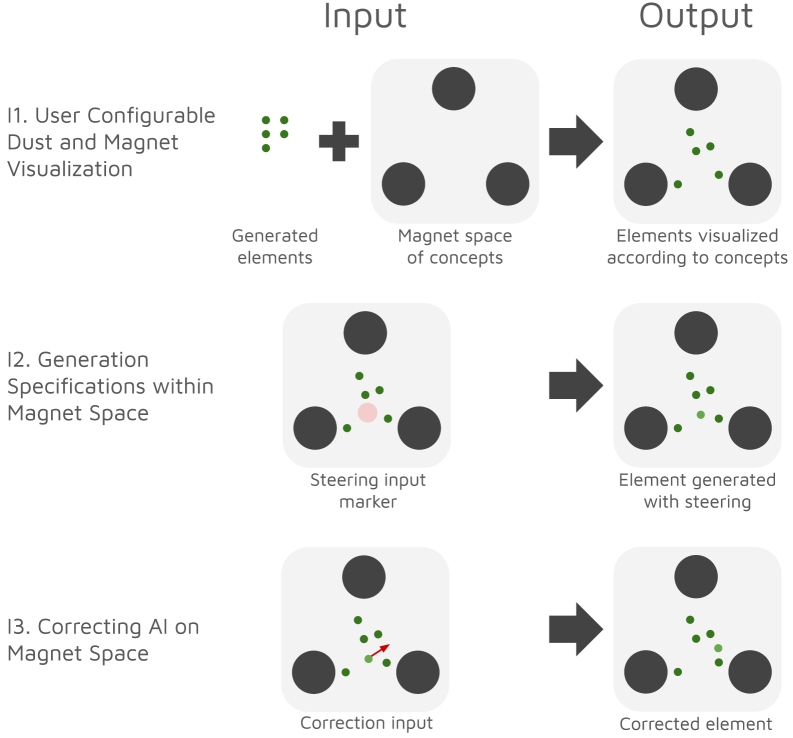 Input
Output
I1. User Configurable
Dust and Magnet
Visualization
Generated
elements
Magnet space
of concepts
Elements visualized
according to concepts
I2. Generation
Specifications within
Magnet Space
Steering input
marker
Element generated
with steering
I3. Correcting AI on
Magnet Space
Correction input
Corrected element